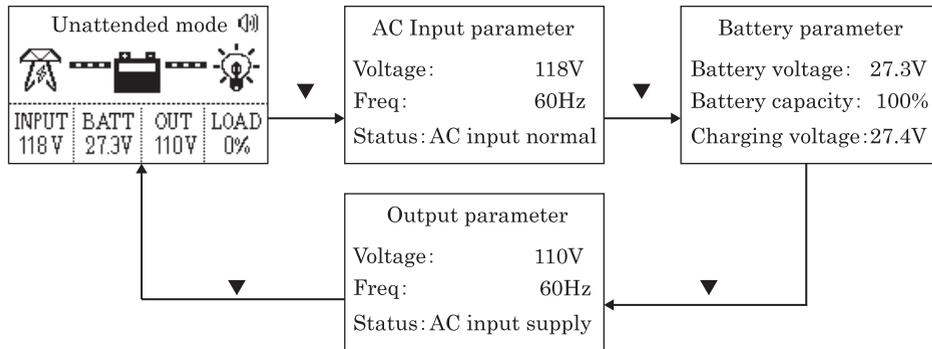 Unattended mode
INPUT BATT OUT LOAD
118V 27.3V 110V 0%
AC Input parameter
Voltage: 118V
Freq: 60Hz
Status: AC input normal
Battery parameter
Battery voltage: 27.3V
Battery capacity: 100%
Charging voltage:27.4V
Output parameter
Voltage: 110V
Freq: 60Hz
Status: AC input supply